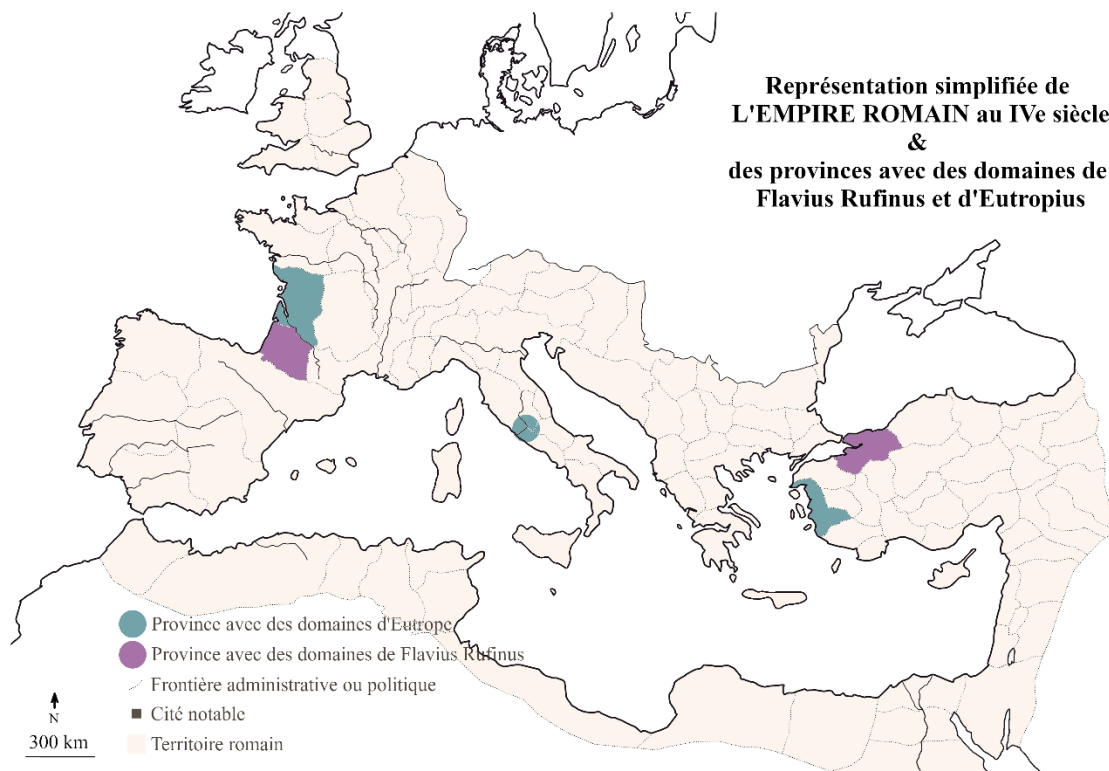 Représentation simplifiée de
L'EMPIRE ROMAIN au IVe siècle
&
des provinces avec des domaines de
Flavius Rufinus et d'Eutropius
Province avec des domaines d'Eutrope
Province avec des domaines de Flavius Rufinus
Frontière administrative ou politique
Cité notable
Territoire romain
N
300 km